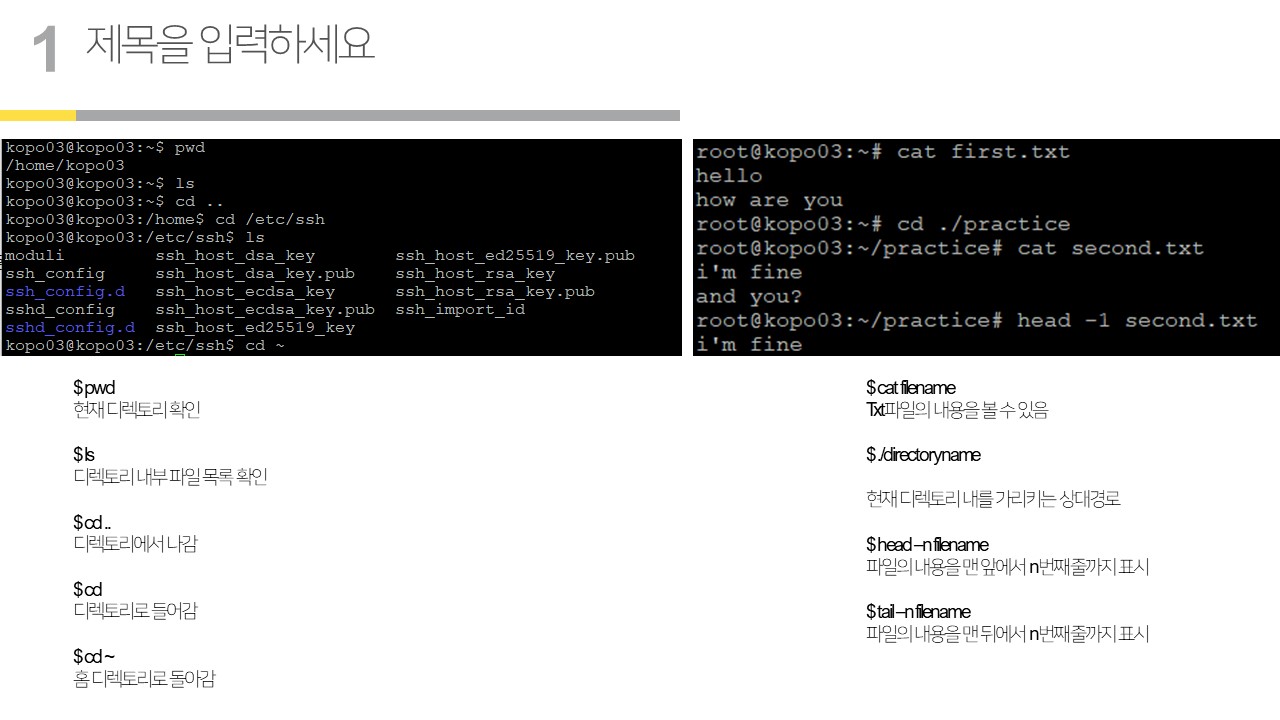 1 제목을 입력하세요
kopo03@kopo03:~$ pwd
/home/kopo03
kopo03@kopo03:~$ ls
kopo03@kopo03:~$ cd ..
kopo03@kopo03:/home$ cd /etc/ssh
kopo03@kopo03:/etc/ssh$ ls
moduli ssh_host_dsa_key ssh_host_ed25519_key.pub
ssh_config ssh_host_dsa_key.pub ssh_host_rsa_key
ssh_config.d ssh_host_ecdsa_key ssh_host_rsa_key.pub
sshd_config ssh_host_ecdsa_key.pub ssh_import_id
sshd_config.d ssh_host_ed25519_key
kopo03@kopo03:/etc/ssh$ cd ~
root@kopo03:~# cat first.txt
hello
how are you
root@kopo03:~# cd ./practice
root@kopo03:~/practice# cat second.txt
i'm fine
and you?
root@kopo03:~/practice# head -1 second.txt
i'm fine
$ pwd
현재 디렉토리 확인
$ ls
디렉토리 내부 파일 목록 확인
$ cd ..
디렉토리에서 나감
$ cd
디렉토리로 들어감
$ cd ~
홈 디렉토리로 돌아감
$ cat filename
Txt파일의 내용을 볼 수 있음
$ ./directoryname
현재 디렉토리 내를 가리키는 상대경로
$ head –n filename
파일의 내용을 맨 앞에서 n번째 줄까지 표시
$ tail –n filename
파일의 내용을 맨 뒤에서 n번째 줄까지 표시